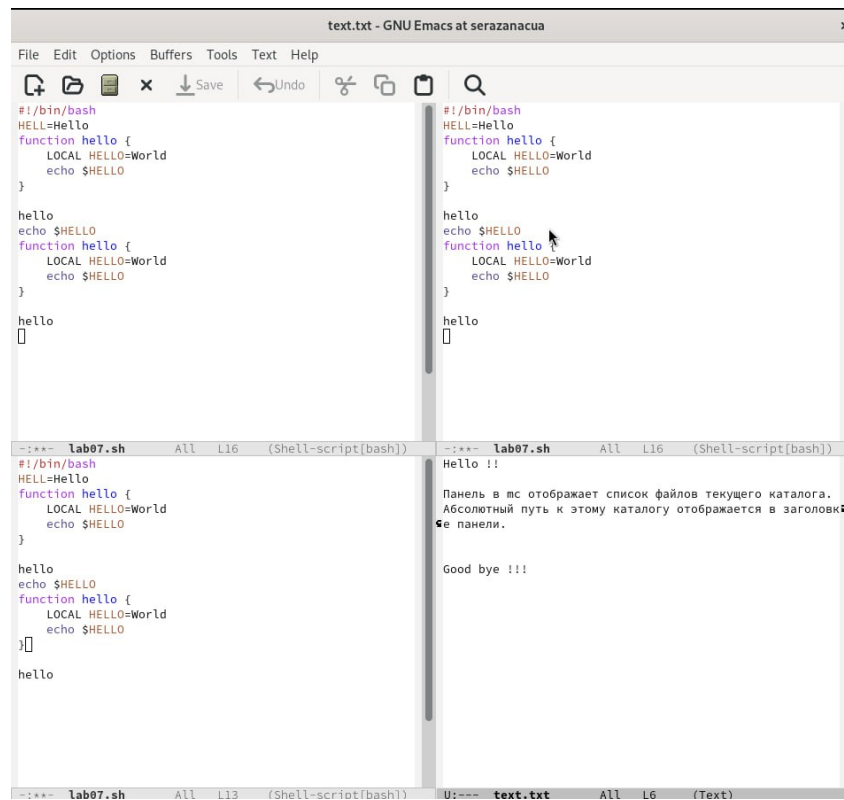 text.txt - GNU Emacs at serazanacua
File Edit Options Buffers Tools Text Help
Save Undo
#!/bin/bash
HELL=Hello
function hello {
    LOCAL HELLO=World
    echo $HELLO
}
hello
echo $HELLO
function hello {
    LOCAL HELLO=World
    echo $HELLO
}
hello
-:**- lab07.sh All L16 (Shell-script[bash])
#!/bin/bash
HELL=Hello
function hello {
    LOCAL HELLO=World
    echo $HELLO
}
hello
echo $HELLO
function hello {
    LOCAL HELLO=World
    echo $HELLO
}
hello
-:**- lab07.sh All L16 (Shell-script[bash])
#!/bin/bash
HELL=Hello
function hello {
    LOCAL HELLO=World
    echo $HELLO
}
hello
echo $HELLO
function hello {
    LOCAL HELLO=World
    echo $HELLO
}
hello
-:**- lab07.sh All L13 (Shell-script[bash])
Hello !!
Панель в mc отображает список файлов текущего каталога.
Абсолютный путь к этому каталогу отображается в заголовк
е панели.
Good bye !!!
U:--- text.txt All L6 (Text)